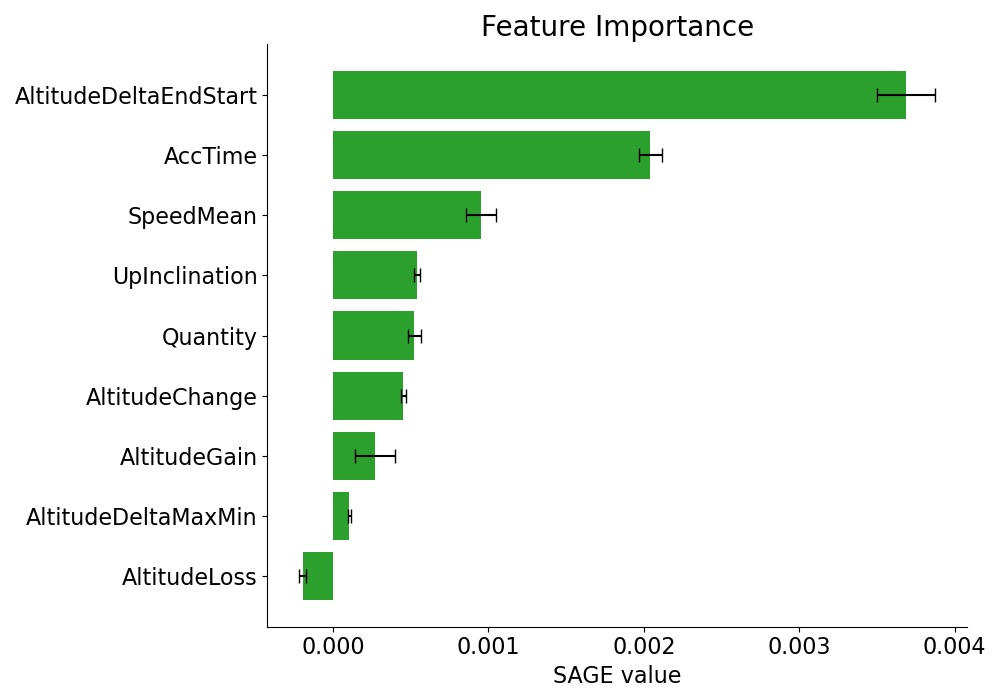 Feature Importance
AltitudeDeltaEndStart
AccTime
SpeedMean
UpInclination
Quantity
AltitudeChange
AltitudeGain
AltitudeDeltaMaxMin
AltitudeLoss
0.000 0.001 0.002 0.003 0.004
SAGE value